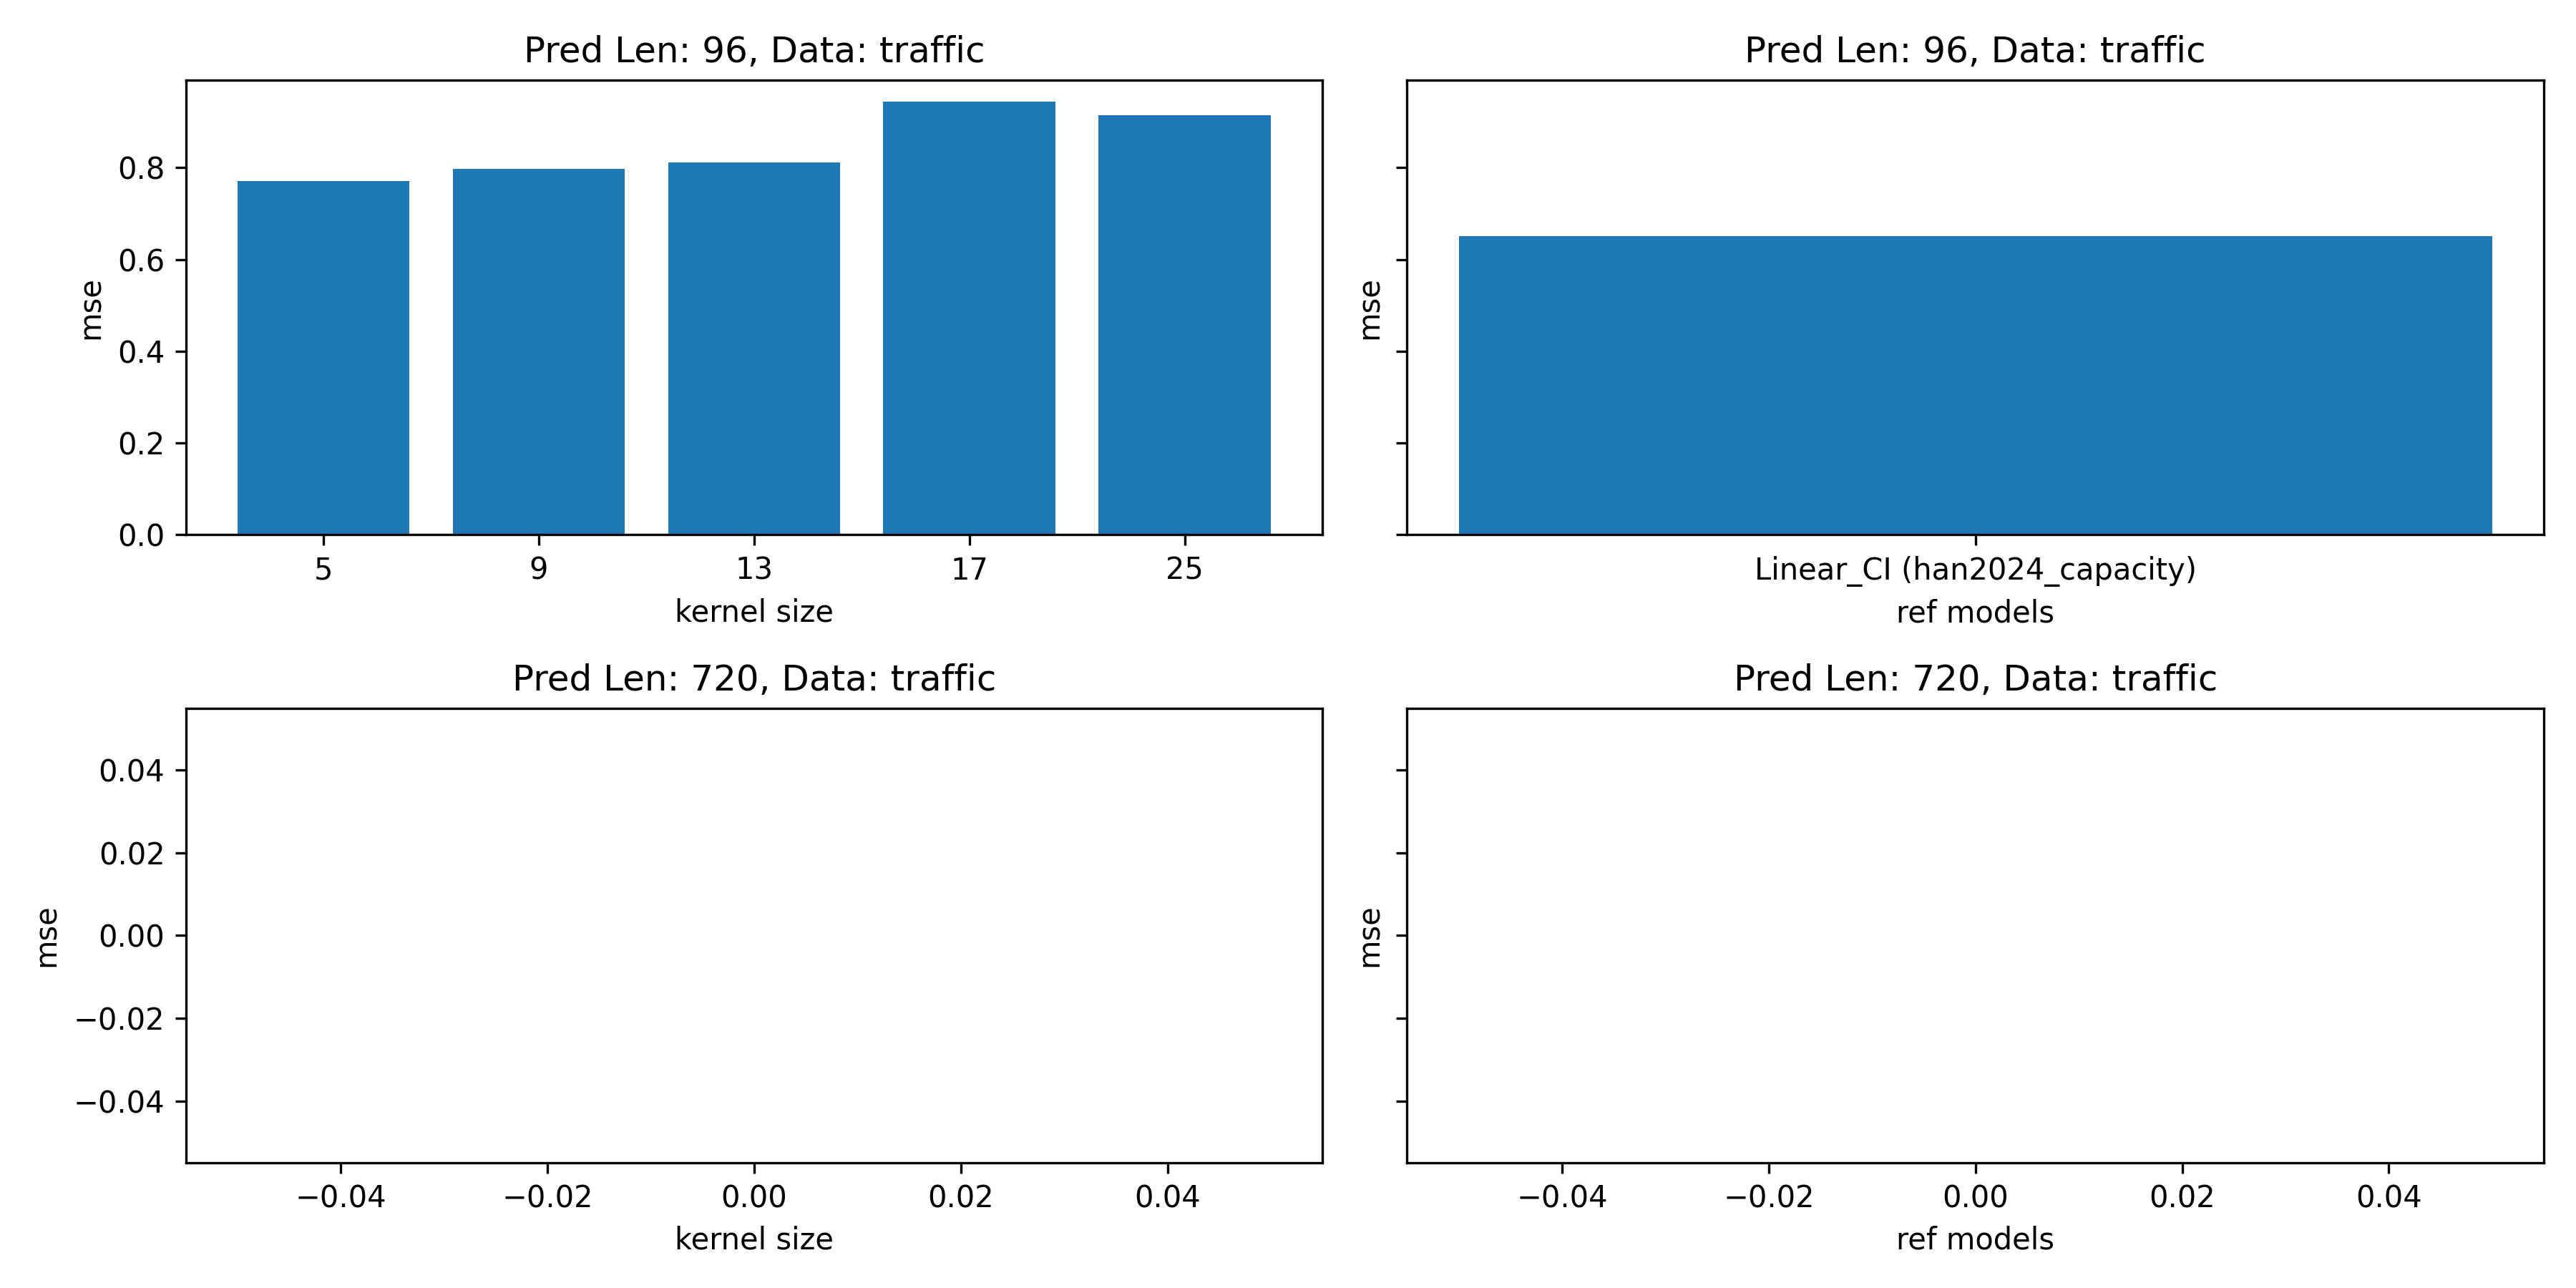 Pred Len: 96, Data: traffic
mse
0.8
0.6
0.4
0.2
0.0
5 9 13 17 25
kernel size
Pred Len: 96, Data: traffic
mse
Linear_CI (han2024_capacity)
ref models
Pred Len: 720, Data: traffic
mse
0.04
0.02
0.00
−0.02
−0.04
−0.04 −0.02 0.00 0.02 0.04
kernel size
Pred Len: 720, Data: traffic
mse
−0.04 −0.02 0.00 0.02 0.04
ref models